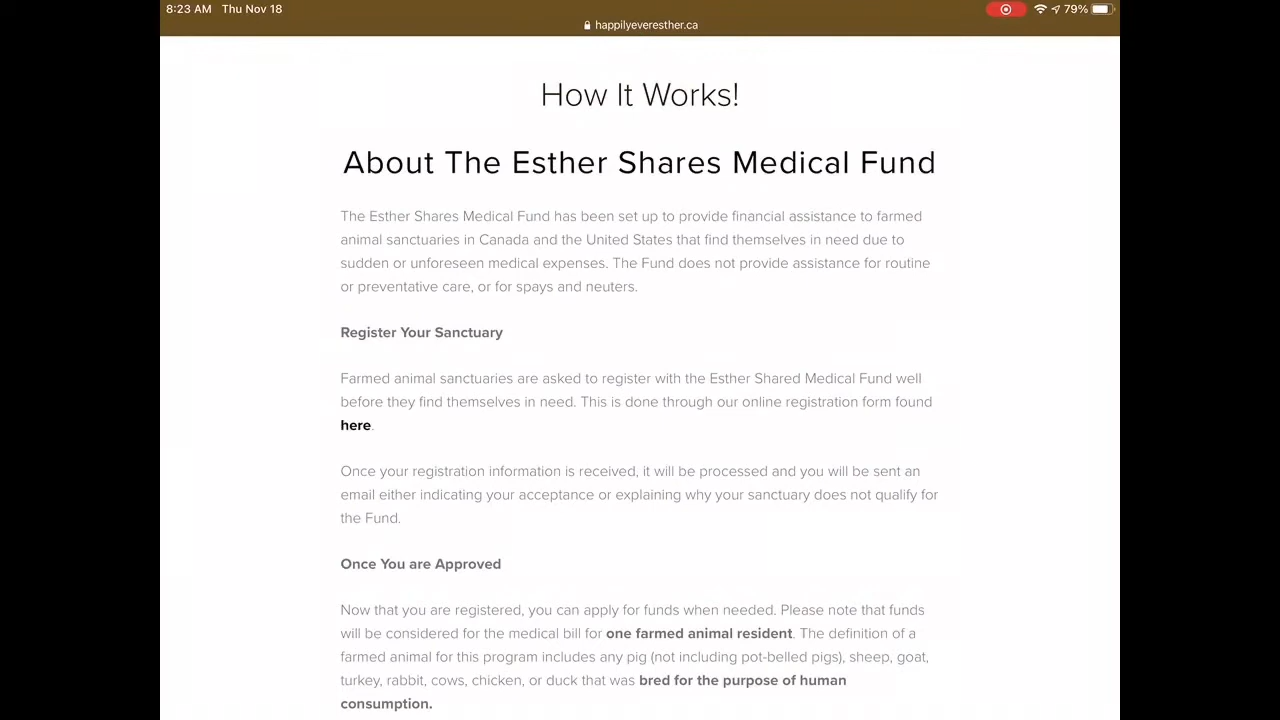 8:23 AM Thu Nov 18
79%
happilyeveresther.ca
How It Works!
About The Esther Shares Medical Fund
The Esther Shares Medical Fund has been set up to provide financial assistance to farmed
animal sanctuaries in Canada and the United States that find themselves in need due to
sudden or unforeseen medical expenses. The Fund does not provide assistance for routine
or preventative care, or for spays and neuters.
Register Your Sanctuary
Farmed animal sanctuaries are asked to register with the Esther Shared Medical Fund well
before they find themselves in need. This is done through our online registration form found
here.
Once your registration information is received, it will be processed and you will be sent an
email either indicating your acceptance or explaining why your sanctuary does not qualify for
the Fund.
Once You are Approved
Now that you are registered, you can apply for funds when needed. Please note that funds
will be considered for the medical bill for one farmed animal resident. The definition of a
farmed animal for this program includes any pig (not including pot-bellied pigs), sheep, goat,
turkey, rabbit, cows, chicken, or duck that was bred for the purpose of human
consumption.